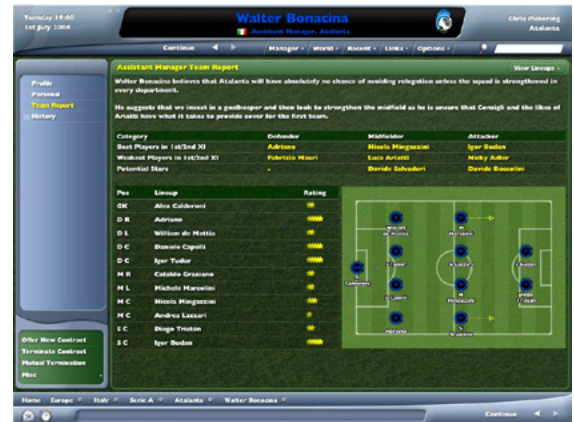 Tuesday 19:00
1st July 2008
Walter Bonacina
Assistant Manager, Atalanta
Chris Pickering
Atalanta
Continue
Manager
World
Recent
Links
Options
Profile
Personal
Team Report
History
Assistant Manager Team Report
View Lineups
Walter Bonacina believes that Atalanta will have absolutely no chance of avoiding relegation unless the squad is strengthened in
every department.
He suggests that we invest in a goalkeeper and then look to strengthen the midfield as he is unsure that Consigli and the likes of
Ariatti have what it takes to provide cover for the first team.
Category Defender Midfielder Attacker
Best Players in 1st/2nd XI Adriano Nicola Mingazzini Igor Budan
Weakest Players in 1st/2nd XI Fabrizio Mauri Luca Ariatti Nicky Adler
Potential Stars - Davide Salvadori Davide Boccolini
Pos Lineup Rating
GK Alex Calderoni
D R Adriano
D L William de Mattia
D C Daniele Capelli
D C Igor Tudor
M R Cataldo Graziano
M L Michele Marcolini
M C Nicola Mingazzini
M C Andrea Lazzari
S C Diego Tristán
S C Igor Budan
Offer New Contract
Terminate Contract
Mutual Termination
Misc
Home Europe Italy Serie A Atalanta Walter Bonacina
Continue